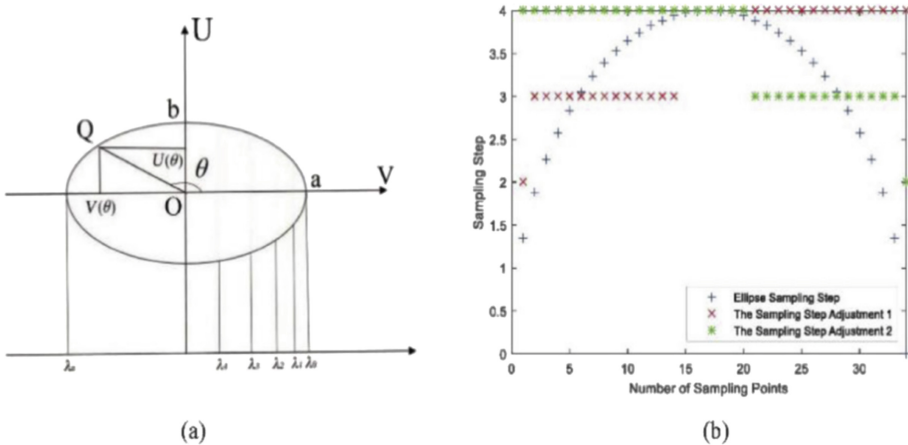 U
b
Q
U(θ)
θ
a
V
V(θ)
O
λₙ λ₄ λ₃ λ₂ λ₁ λ₀
(a)
4
3.5
3
2.5
2
1.5
1
0.5
0
0 5 10 15 20 25 30
Sampling Step
Number of Sampling Points
Ellipse Sampling Step
The Sampling Step Adjustment 1
The Sampling Step Adjustment 2
(b)